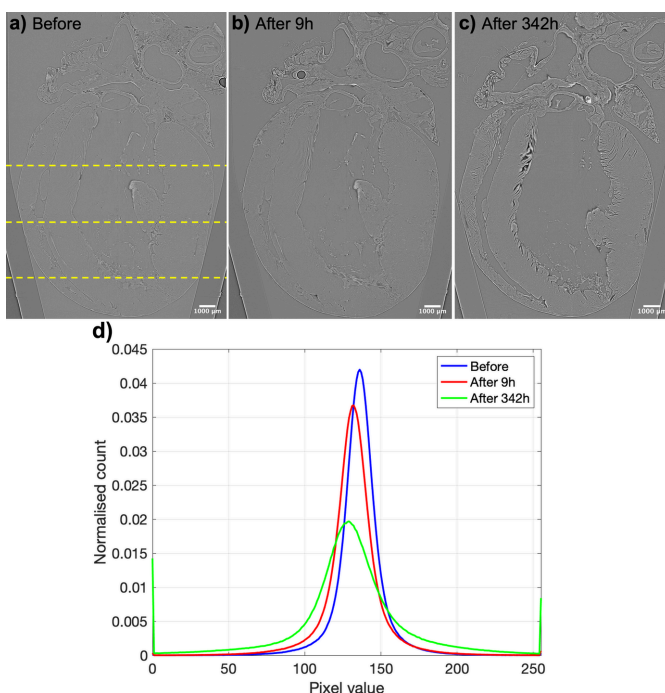 a) Before
b) After 9h
c) After 342h
1000 μm
1000 μm
1000 μm
d)
0.045
0.04
0.035
0.03
0.025
0.02
0.015
0.01
0.005
0
0
50
100
150
200
250
Normalised count
Pixel value
Before
After 9h
After 342h